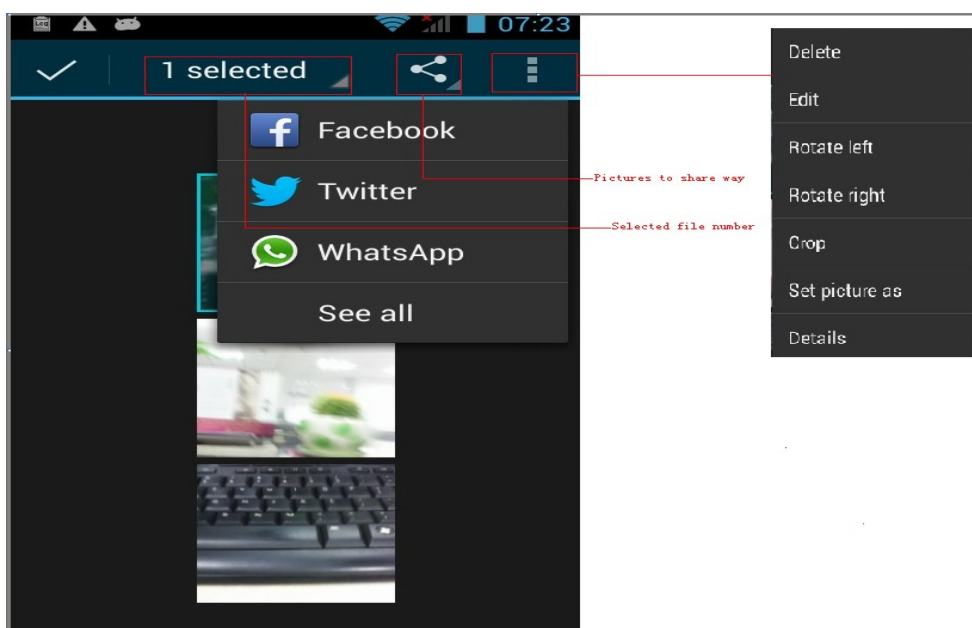 07:23
1 selected
Facebook
Twitter
WhatsApp
See all
Pictures to share way
Selected file number
Delete
Edit
Rotate left
Rotate right
Crop
Set picture as
Details